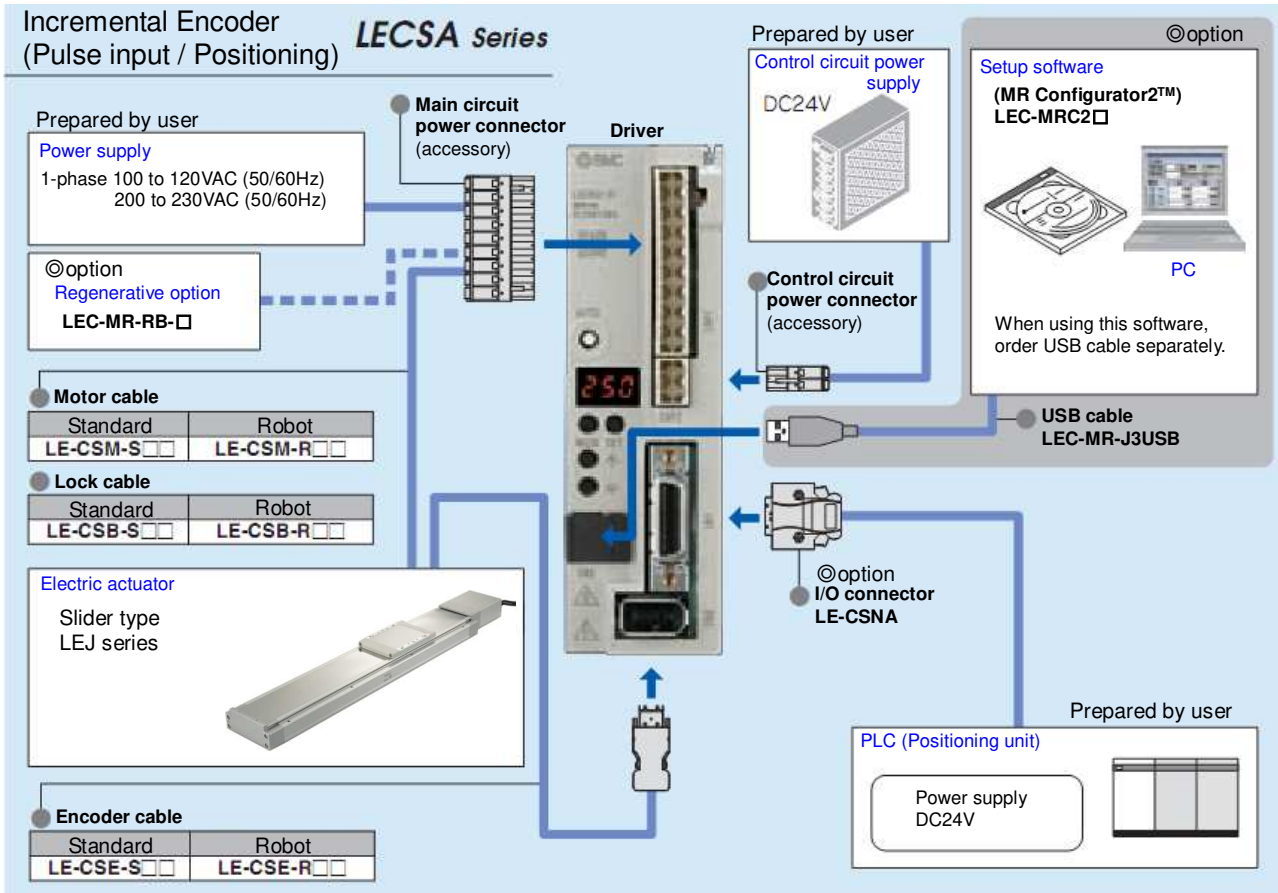 Incremental Encoder
(Pulse input / Positioning)
LECSA Series
Prepared by user
Power supply
1-phase 100 to 120VAC (50/60Hz)
200 to 230VAC (50/60Hz)
◎option
Regenerative option
LEC-MR-RB-□
Main circuit
power connector
(accessory)
Driver
SMC
AUTO
250
Prepared by user
Control circuit power
supply
DC24V
Control circuit
power connector
(accessory)
◎option
Setup software
(MR Configurator2™)
LEC-MRC2□
PC
When using this software,
order USB cable separately.
USB cable
LEC-MR-J3USB
Motor cable
Standard Robot
LE-CSM-S□□ LE-CSM-R□□
Lock cable
Standard Robot
LE-CSB-S□□ LE-CSB-R□□
Electric actuator
Slider type
LEJ series
◎option
I/O connector
LE-CSNA
Encoder cable
Standard Robot
LE-CSE-S□□ LE-CSE-R□□
Prepared by user
PLC (Positioning unit)
Power supply
DC24V